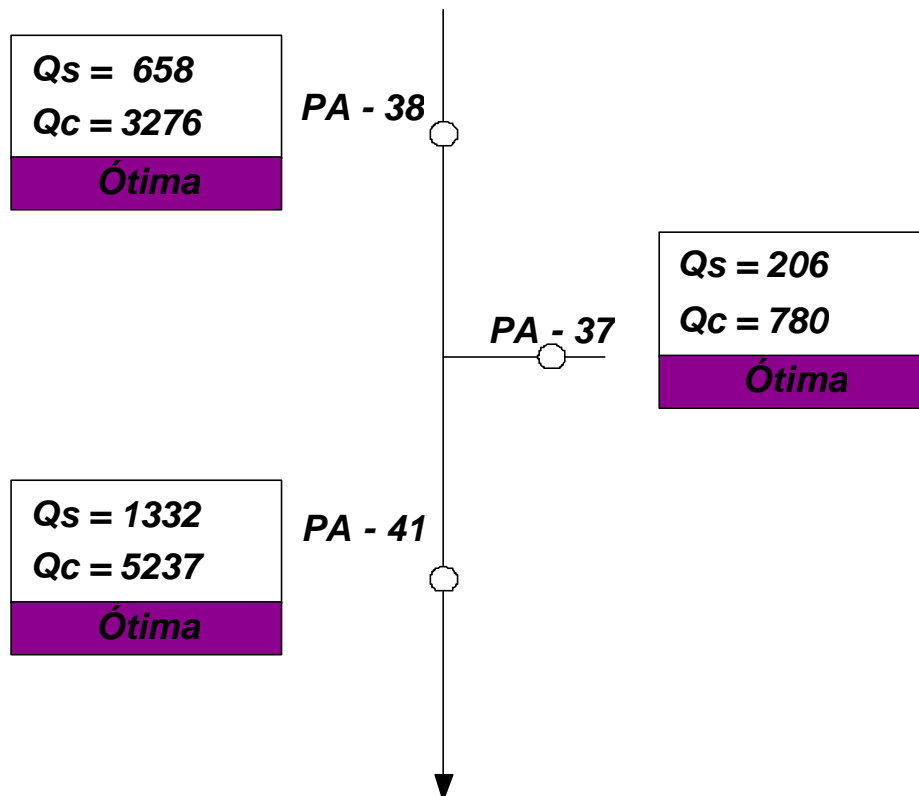 Qs = 658
Qc = 3276
Ótima
PA - 38
Qs = 206
Qc = 780
Ótima
PA - 37
Qs = 1332
Qc = 5237
Ótima
PA - 41